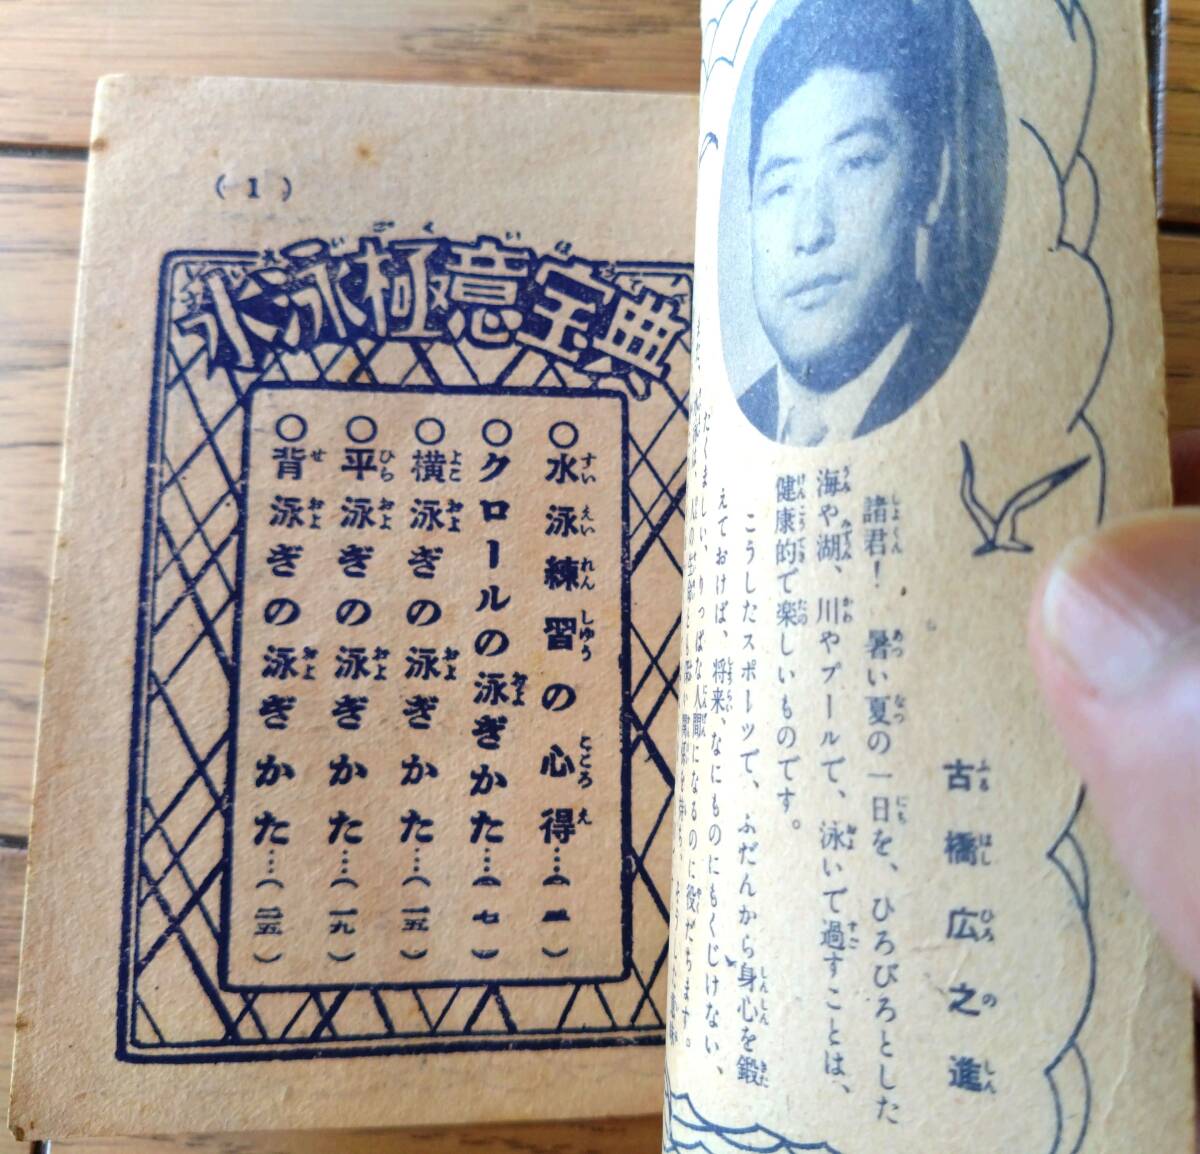 古橋広之進
諸君！　暑い夏の一日を、ひろびろとした
海や湖、川やプールで、泳いで過すことは、
健康的で楽しいものです。
こうしたスポーツで、ふだんから身心を鍛
えておけば、将来、なにものにもくじけない、
たくましい、りっぱな人間になるのに役だちます。
（１）
水泳極意宝典
○水泳練習の心得……
○クロールの泳ぎかた……（七）
○横泳ぎの泳ぎかた……（一五）
○平泳ぎの泳ぎかた……（一九）
○背泳ぎの泳ぎかた……（二五）